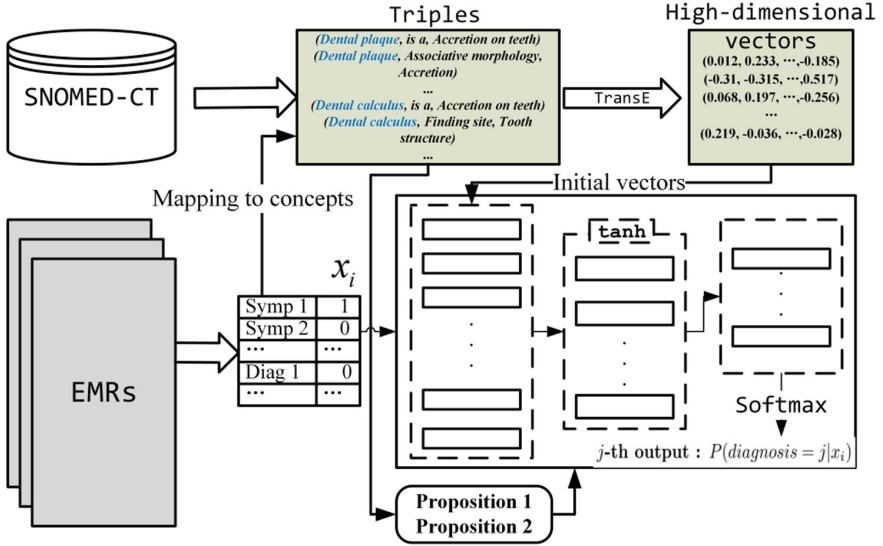 Triples
High-dimensional
vectors
SNOMED-CT
(Dental plaque, is a, Accretion on teeth)
(Dental plaque, Associative morphology,
Accretion)
...
(Dental calculus, is a, Accretion on teeth)
(Dental calculus, Finding site, Tooth
structure)
...
TransE
(0.012, 0.233, ···,-0.185)
(-0.31, -0.315, ···,0.517)
(0.068, 0.197, ···,-0.256)
...
(0.219, -0.036, ···,-0.028)
Mapping to concepts
Initial vectors
EMRs
x_i
Symp 1 1
Symp 2 0
··· ···
Diag 1 0
··· ···
tanh
Softmax
j-th output : P(diagnosis = j|x_i)
Proposition 1
Proposition 2